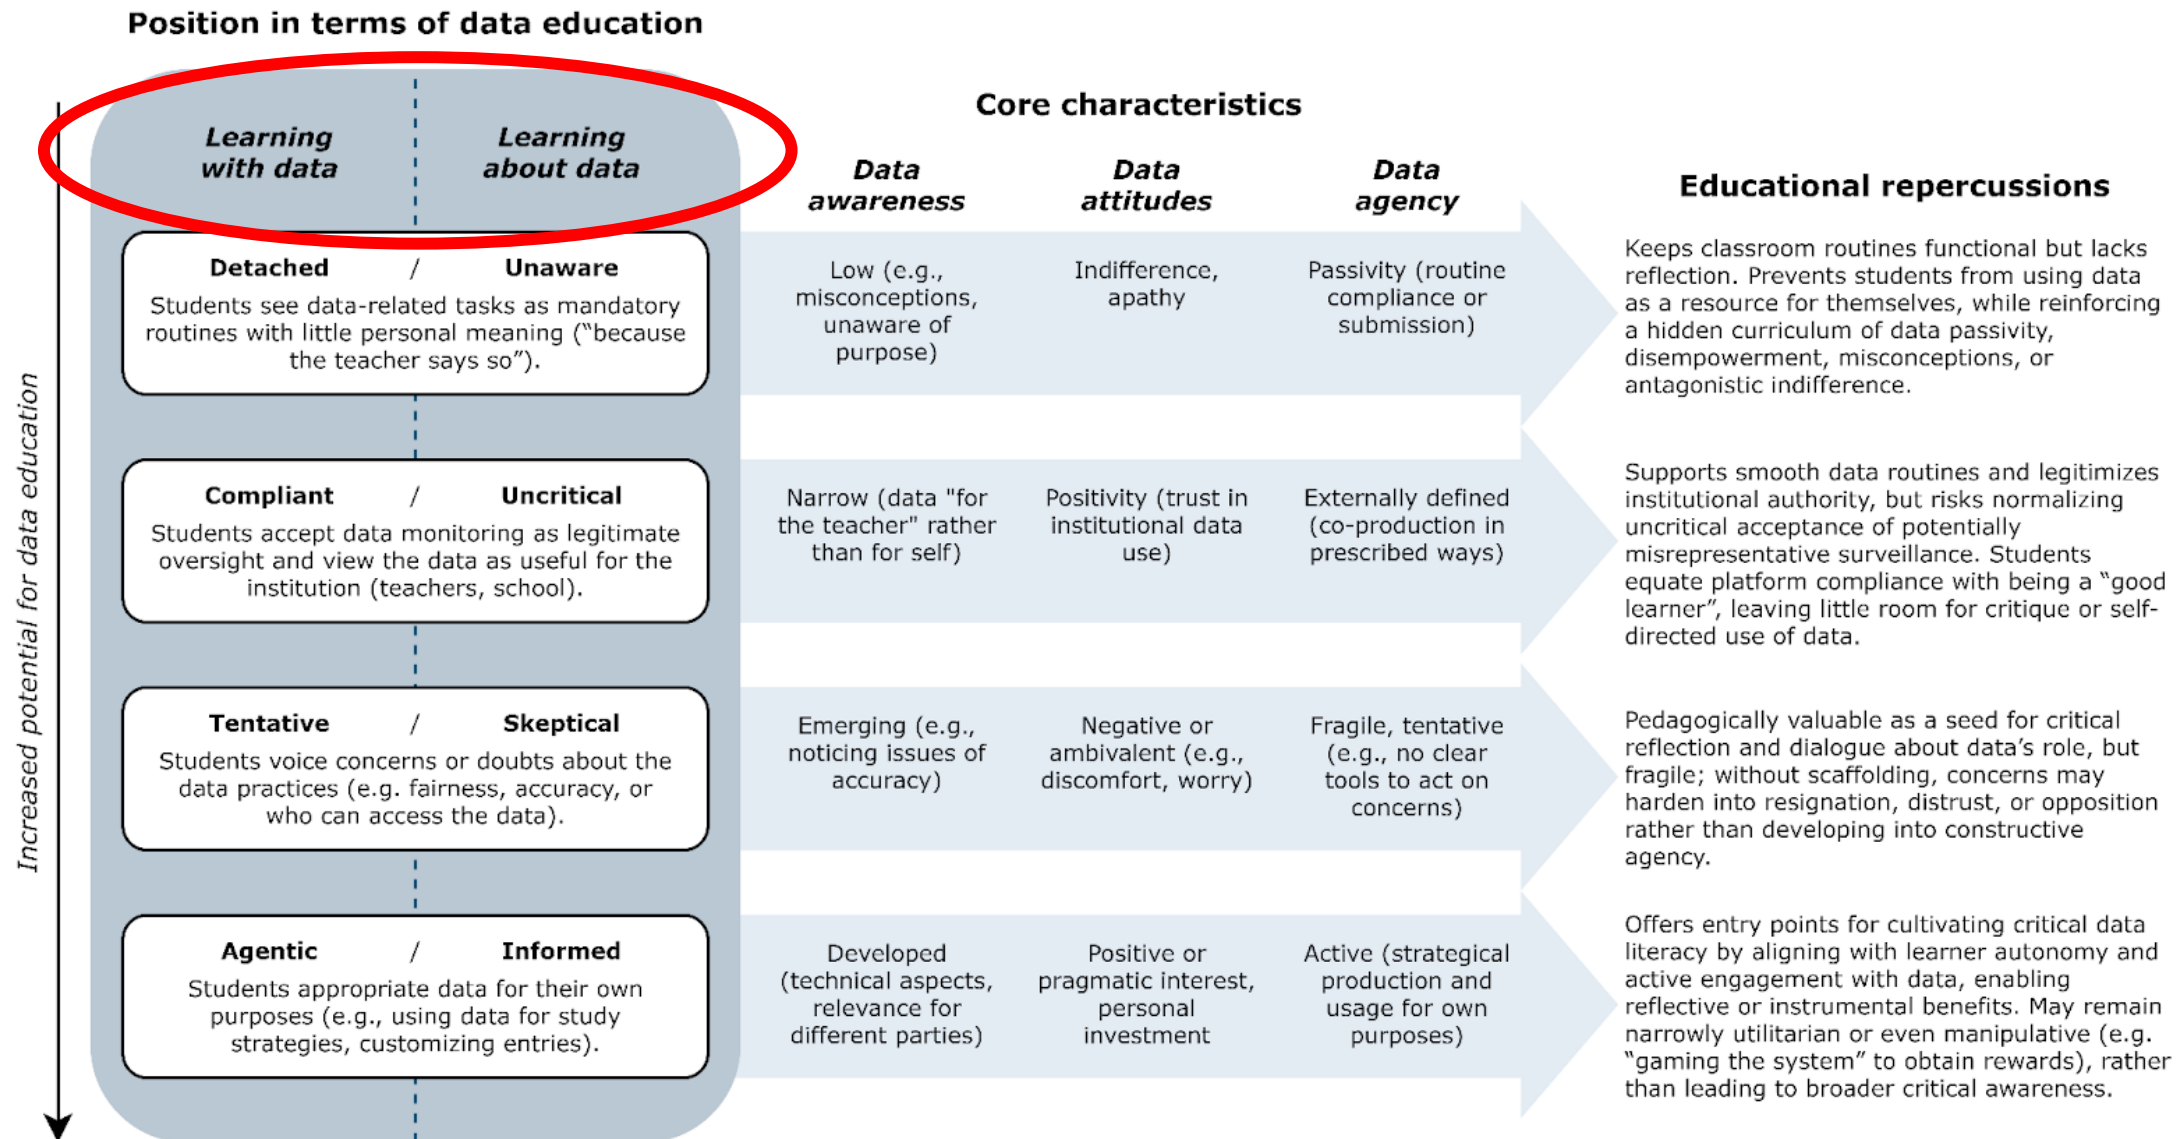 Position in terms of data education
Learning
with data
Learning
about data
Core characteristics
Data
awareness
Data
attitudes
Data
agency
Educational repercussions
Increased potential for data education
Detached / Unaware
Students see data-related tasks as mandatory
routines with little personal meaning (“because
the teacher says so”).
Low (e.g.,
misconceptions,
unaware of
purpose)
Indifference,
apathy
Passivity (routine
compliance or
submission)
Keeps classroom routines functional but lacks
reflection. Prevents students from using data
as a resource for themselves, while reinforcing
a hidden curriculum of data passivity,
disempowerment, misconceptions, or
antagonistic indifference.
Compliant / Uncritical
Students accept data monitoring as legitimate
oversight and view the data as useful for the
institution (teachers, school).
Narrow (data "for
the teacher" rather
than for self)
Positivity (trust in
institutional data
use)
Externally defined
(co-production in
prescribed ways)
Supports smooth data routines and legitimizes
institutional authority, but risks normalizing
uncritical acceptance of potentially
misrepresentative surveillance. Students
equate platform compliance with being a “good
learner”, leaving little room for critique or self-
directed use of data.
Tentative / Skeptical
Students voice concerns or doubts about the
data practices (e.g. fairness, accuracy, or
who can access the data).
Emerging (e.g.,
noticing issues of
accuracy)
Negative or
ambivalent (e.g.,
discomfort, worry)
Fragile, tentative
(e.g., no clear
tools to act on
concerns)
Pedagogically valuable as a seed for critical
reflection and dialogue about data’s role, but
fragile; without scaffolding, concerns may
harden into resignation, distrust, or opposition
rather than developing into constructive
agency.
Agentic / Informed
Students appropriate data for their own
purposes (e.g., using data for study
strategies, customizing entries).
Developed
(technical aspects,
relevance for
different parties)
Positive or
pragmatic interest,
personal
investment
Active (strategical
production and
usage for own
purposes)
Offers entry points for cultivating critical data
literacy by aligning with learner autonomy and
active engagement with data, enabling
reflective or instrumental benefits. May remain
narrowly utilitarian or even manipulative (e.g.
“gaming the system” to obtain rewards), rather
than leading to broader critical awareness.